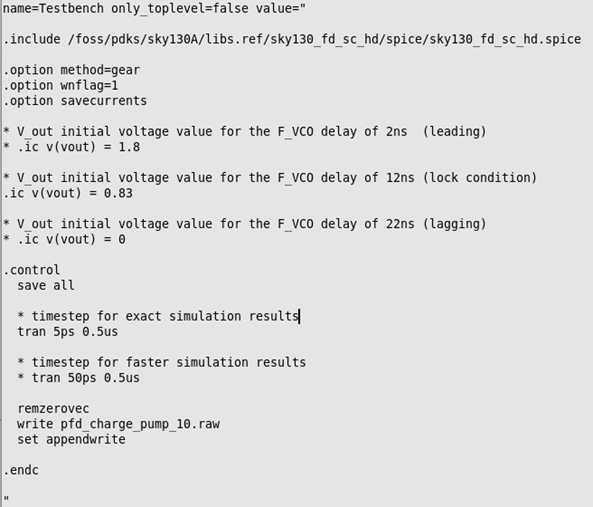 name=Testbench only_toplevel=false value="
.include /foss/pdks/sky130A/libs.ref/sky130_fd_sc_hd/spice/sky130_fd_sc_hd.spice
.option method=gear
.option wnflag=1
.option savecurrents
* V_out initial voltage value for the F_VCO delay of 2ns  (leading)
* .ic v(vout) = 1.8
* V_out initial voltage value for the F_VCO delay of 12ns (lock condition)
.ic v(vout) = 0.83
* V_out initial voltage value for the F_VCO delay of 22ns (lagging)
* .ic v(vout) = 0
.control
  save all
  * timestep for exact simulation results
  tran 5ps 0.5us
  * timestep for faster simulation results
  * tran 50ps 0.5us
  remzerovec
  write pfd_charge_pump_10.raw
  set appendwrite
.endc
"